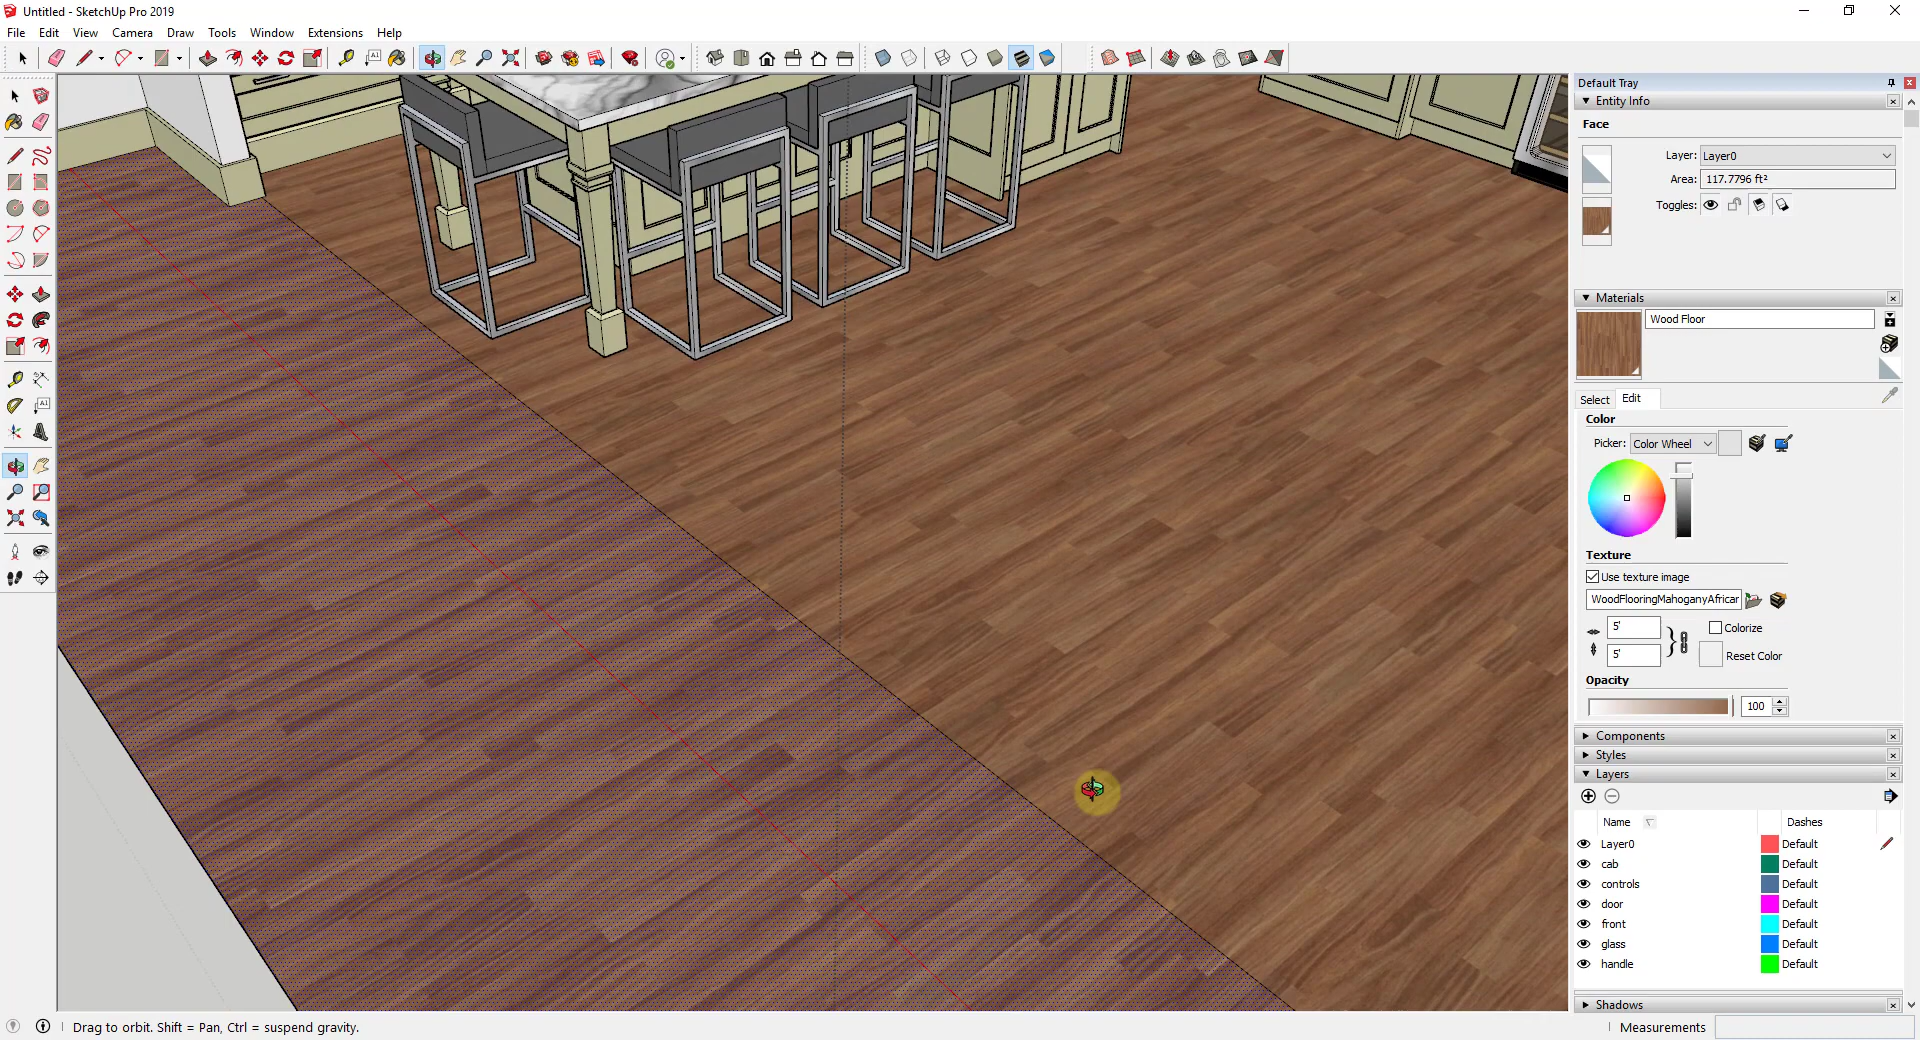 Untitled - SketchUp Pro 2019
File Edit View Camera Draw Tools Window Extensions Help
Default Tray
Entity Info
Face
Layer: Layer0
Area: 117.7796 ft²
Toggles:
Materials
Wood Floor
Select Edit
Color
Picker: Color Wheel
Texture
Use texture image
WoodFlooringMahoganyAfrican
5' Colorize
5' Reset Color
Opacity
100
Components
Styles
Layers
Name Dashes
Layer0 Default
cab Default
controls Default
door Default
front Default
glass Default
handle Default
Shadows
Drag to orbit. Shift = Pan, Ctrl = suspend gravity.
Measurements